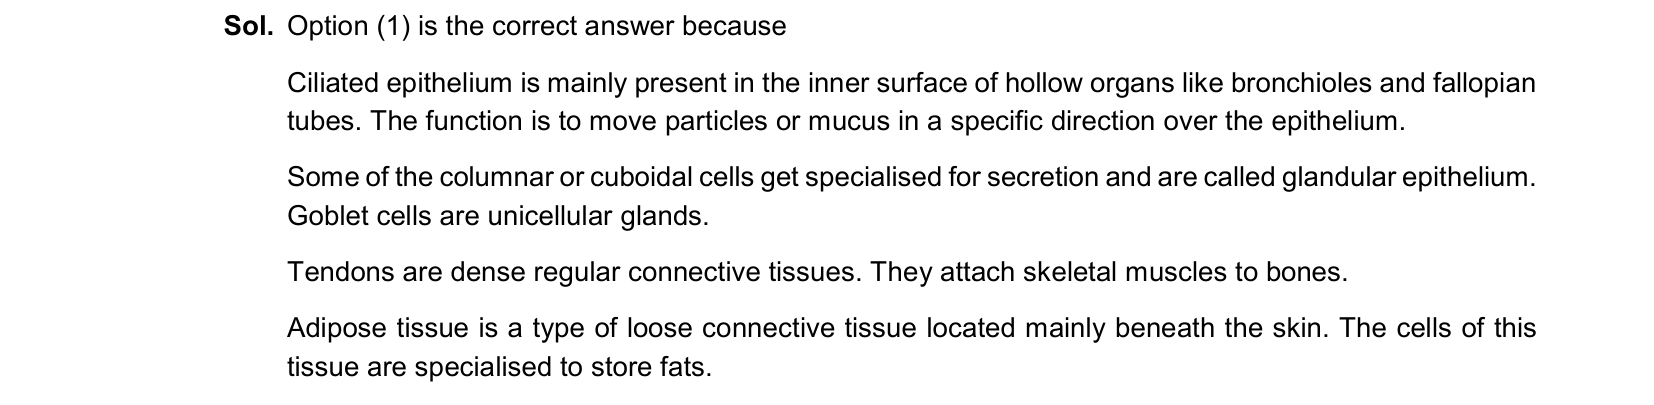 Sol. Option (1) is the correct answer because
Ciliated epithelium is mainly present in the inner surface of hollow organs like bronchioles and fallopian
tubes. The function is to move particles or mucus in a specific direction over the epithelium.
Some of the columnar or cuboidal cells get specialised for secretion and are called glandular epithelium.
Goblet cells are unicellular glands.
Tendons are dense regular connective tissues. They attach skeletal muscles to bones.
Adipose tissue is a type of loose connective tissue located mainly beneath the skin. The cells of this
tissue are specialised to store fats.